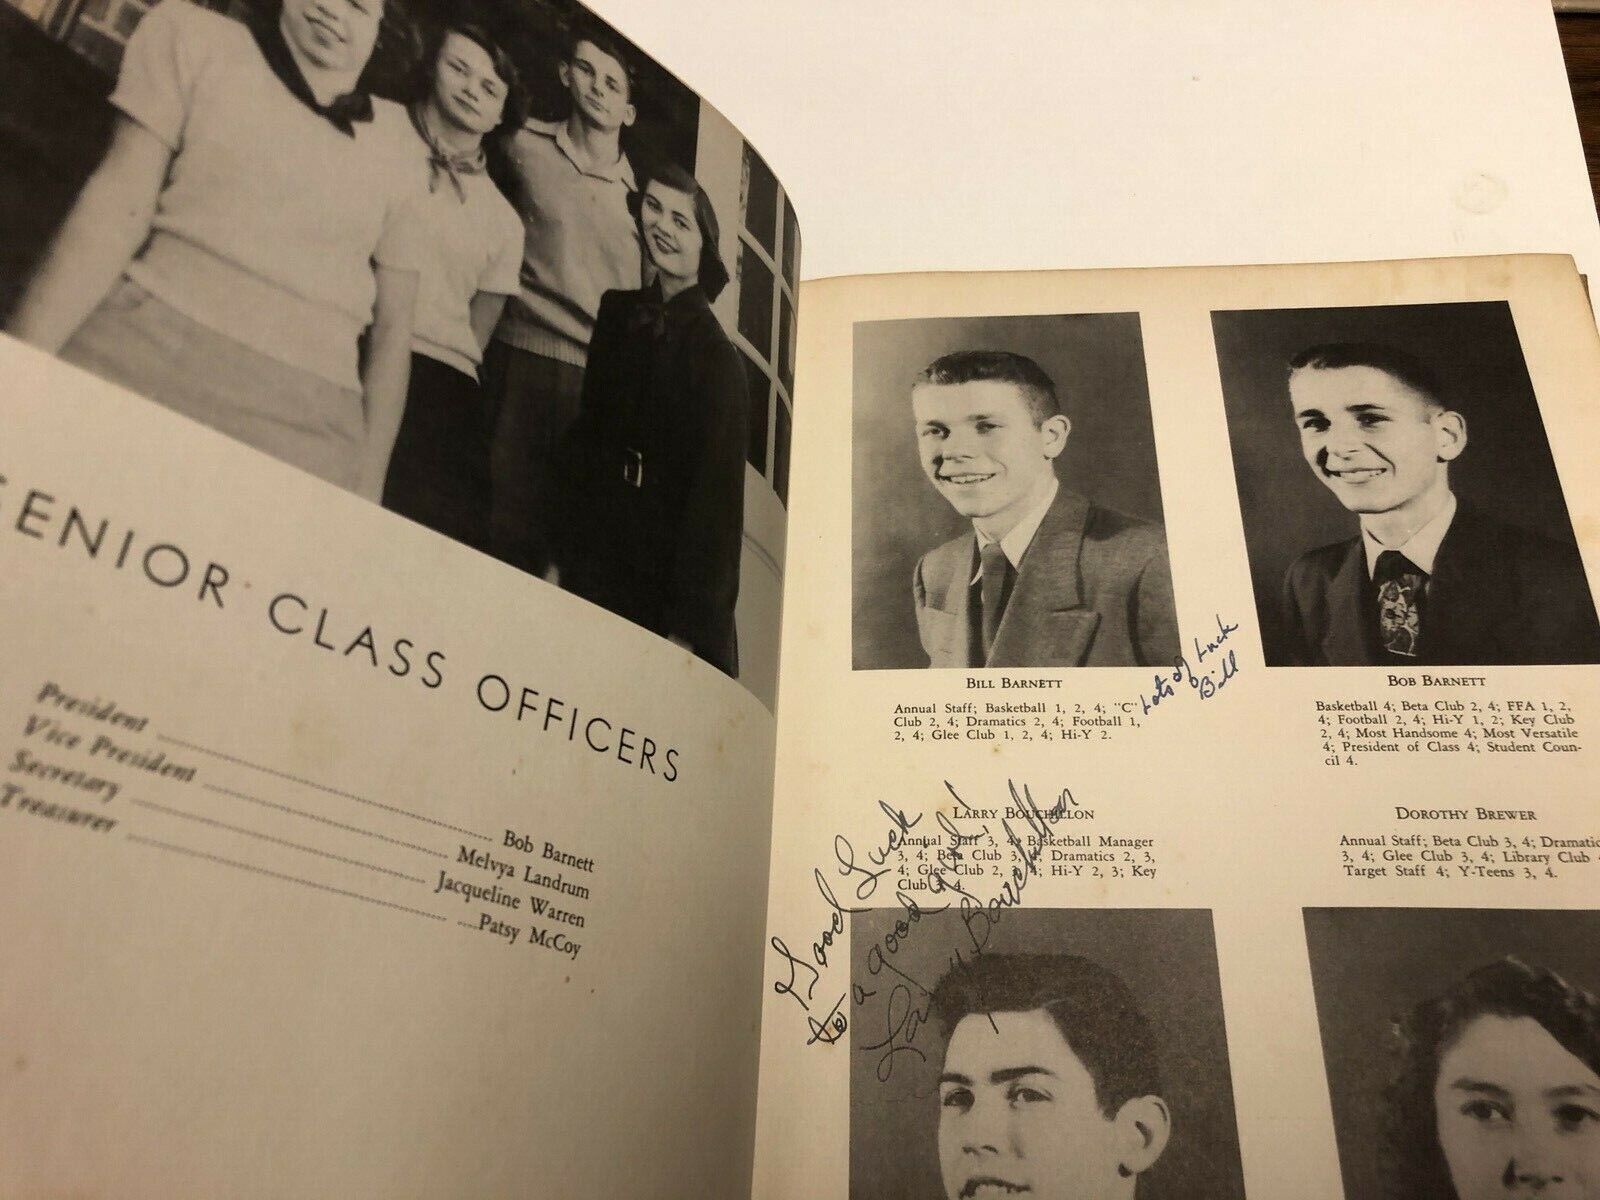 SENIOR CLASS OFFICERS
President Bob Barnett
Vice President Melvya Landrum
Secretary Jacqueline Warren
Treasurer Patsy McCoy
BILL BARNETT
Annual Staff; Basketball 1, 2, 4; "C"
Club 2, 4; Dramatics 2, 4; Football 1,
2, 4; Glee Club 1, 2, 4; Hi-Y 2.
Lots of Luck
Bill
BOB BARNETT
Basketball 4; Beta Club 2, 4; FFA 1, 2,
4; Football 2, 4; Hi-Y 1, 2; Key Club
2, 4; Most Handsome 4; Most Versatile
4; President of Class 4; Student Coun-
cil 4.
LARRY BOUCHILLON
Annual Staff 3, 4; Basketball Manager
3, 4; Beta Club 3, 4; Dramatics 2, 3,
4; Glee Club 2, 3, 4; Hi-Y 2, 3; Key
Club 4.
Good Luck
to a good girl!
Larry Bouchillon
DOROTHY BREWER
Annual Staff; Beta Club 3, 4; Dramatic
3, 4; Glee Club 3, 4; Library Club
Target Staff 4; Y-Teens 3, 4.